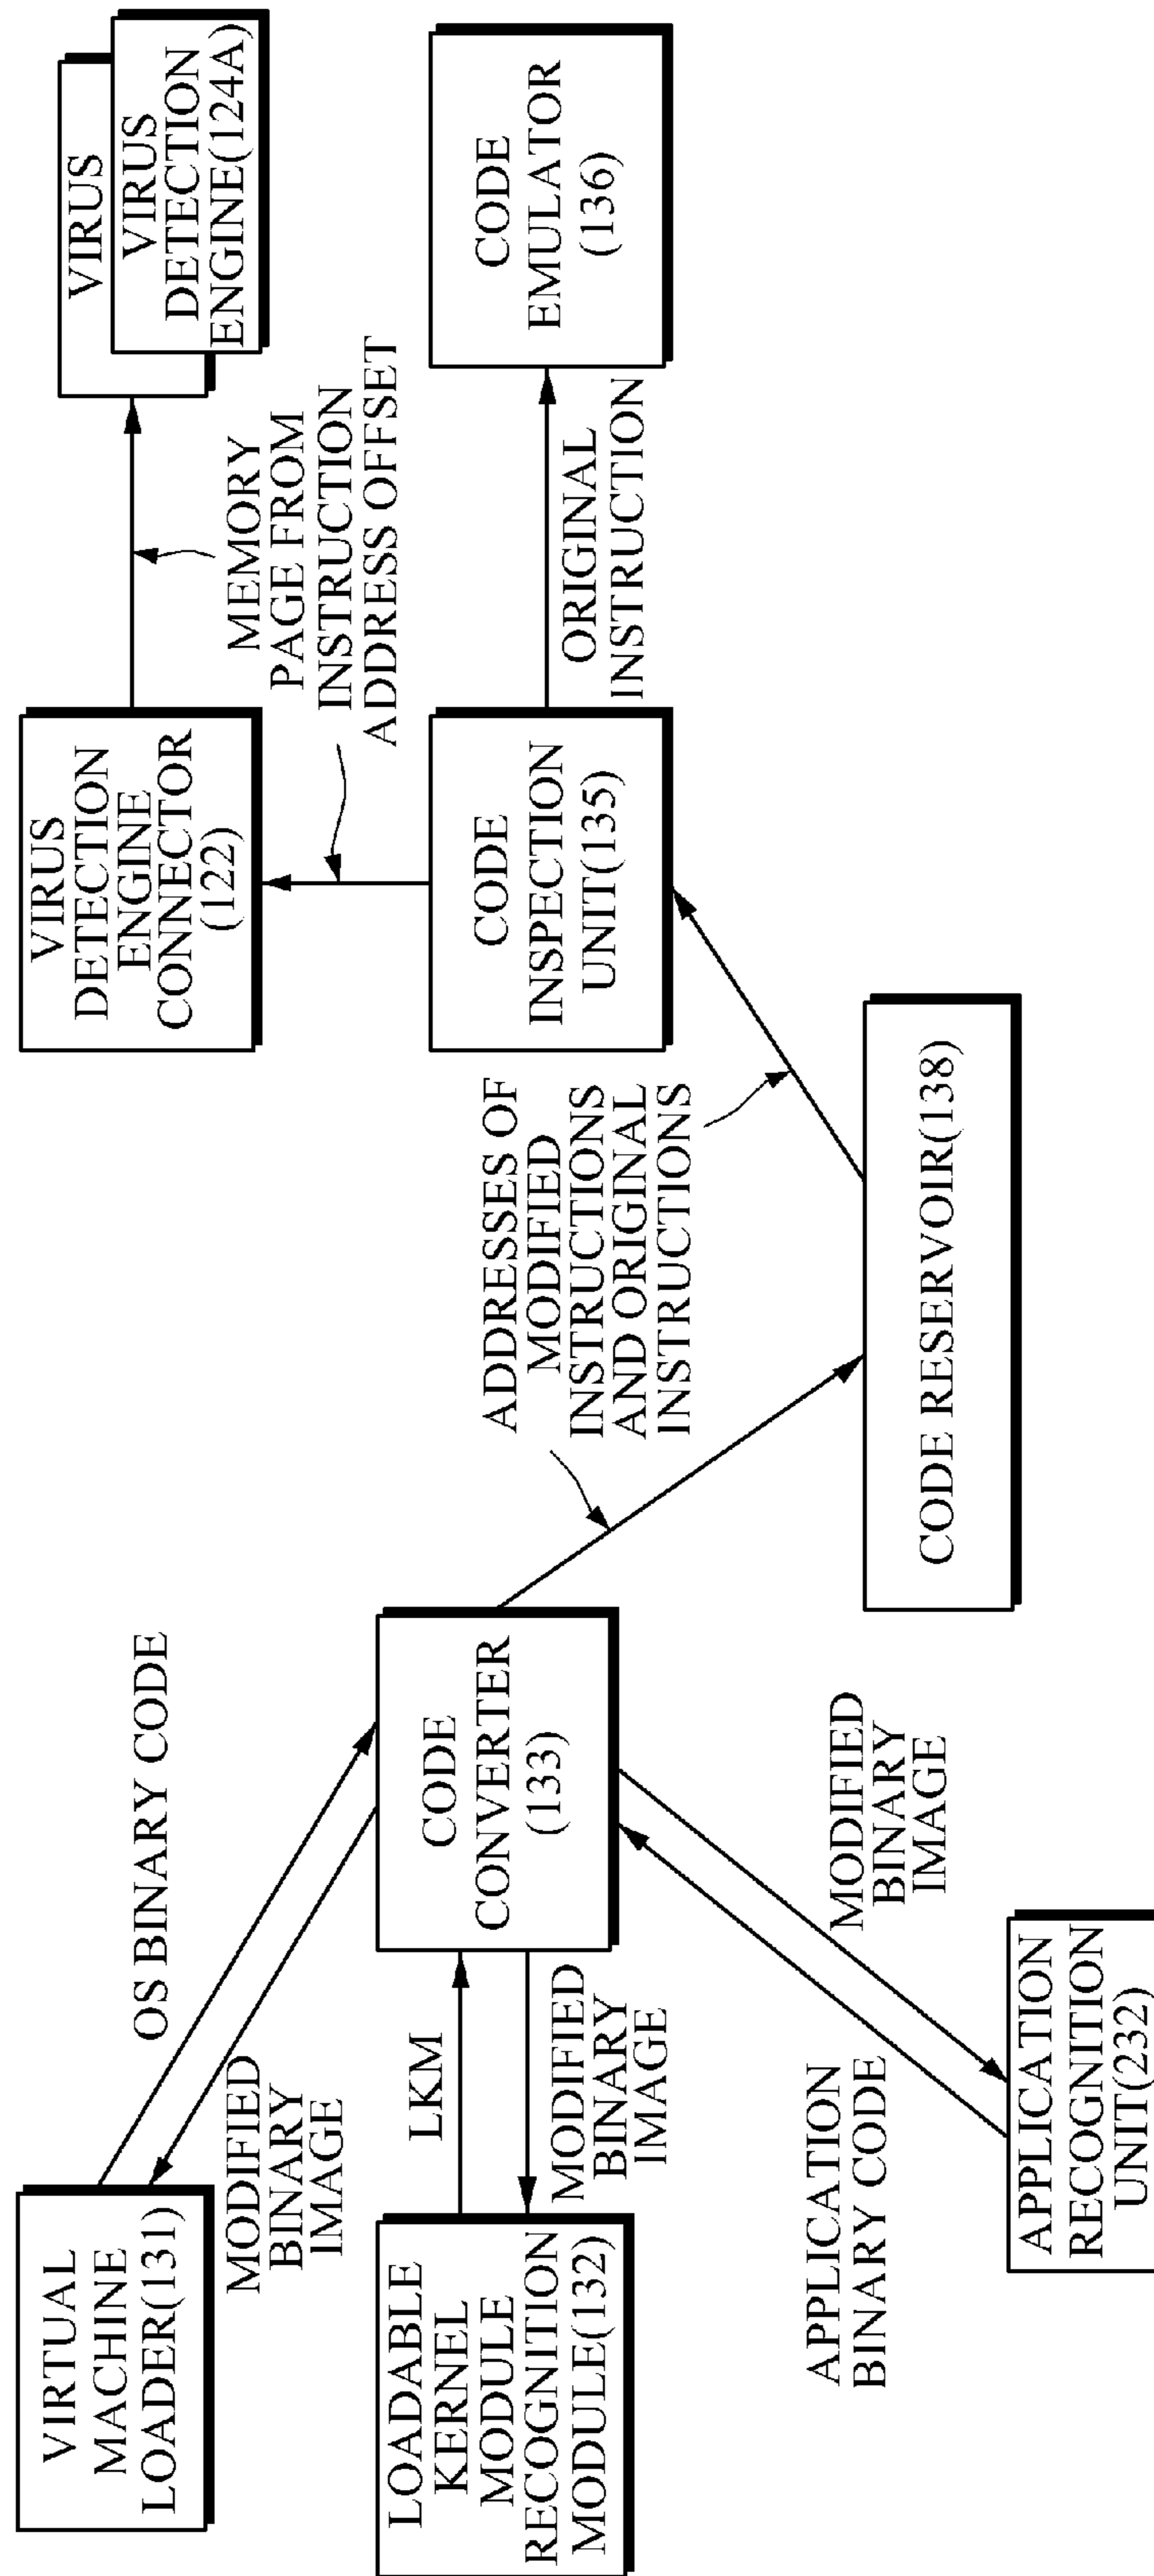 VIRTUAL
MACHINE
LOADER(131)
OS BINARY CODE
MODIFIED
BINARY
IMAGE
LOADABLE
KERNEL
MODULE
RECOGNITION
MODULE(132)
LKM
MODIFIED
BINARY
IMAGE
APPLICATION
BINARY CODE
APPLICATION
RECOGNITION
UNIT(232)
MODIFIED
BINARY
IMAGE
CODE
CONVERTER
(133)
ADDRESSES OF
MODIFIED
INSTRUCTIONS
AND ORIGINAL
INSTRUCTIONS
CODE RESERVOIR(138)
VIRUS
DETECTION
ENGINE
CONNECTOR
(122)
CODE
INSPECTION
UNIT(135)
MEMORY
PAGE FROM
INSTRUCTION
ADDRESS OFFSET
ORIGINAL
INSTRUCTION
VIRUS
VIRUS
DETECTION
ENGINE(124A)
CODE
EMULATOR
(136)